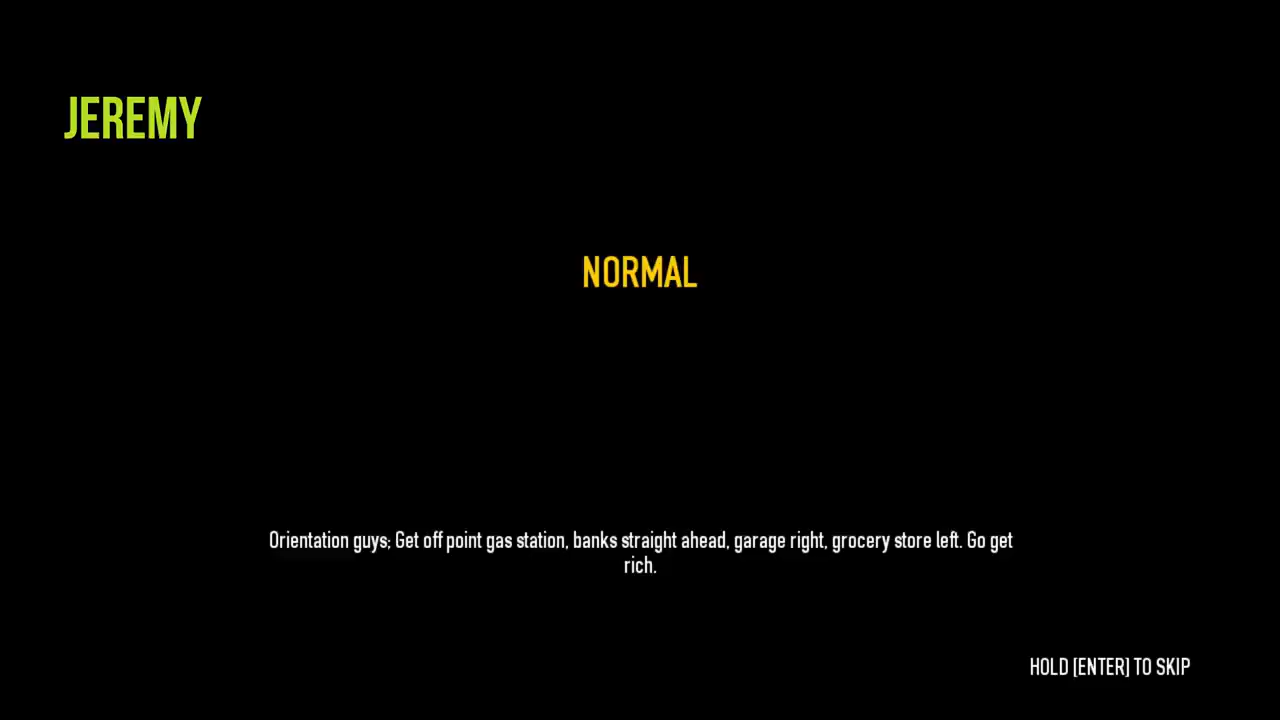 JEREMY
NORMAL
Orientation guys; Get off point gas station, banks straight ahead, garage right, grocery store left. Go get
rich.
HOLD [ENTER] TO SKIP